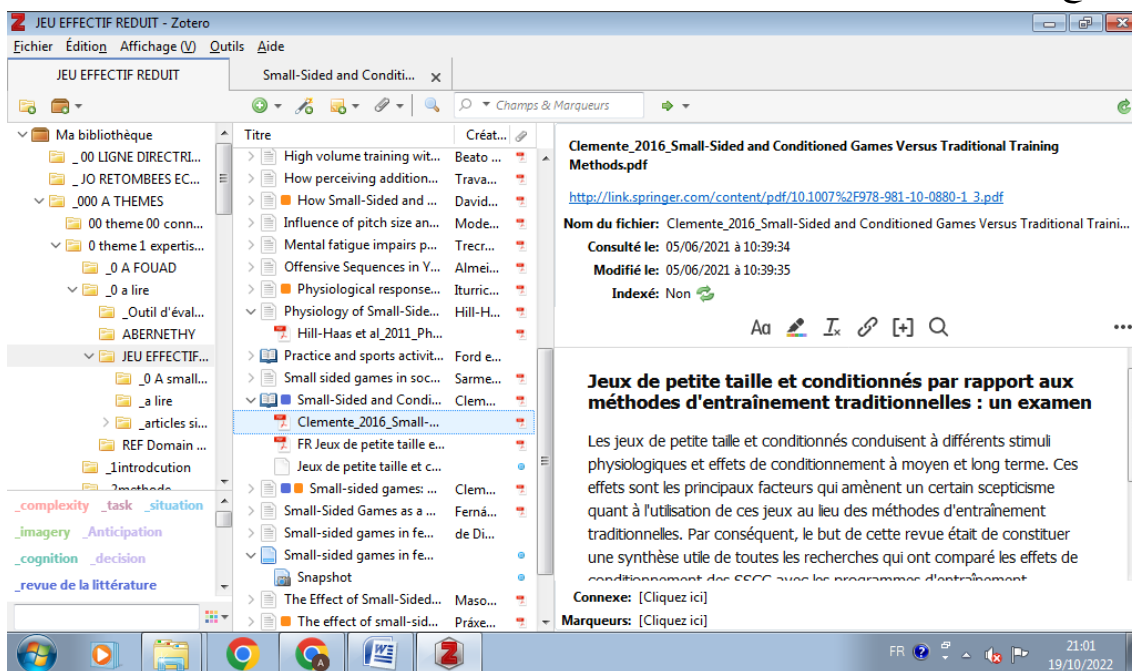 JEU EFFECTIF REDUIT - Zotero
Fichier Édition Affichage (V) Outils Aide
JEU EFFECTIF REDUIT
Small-Sided and Conditi...
Champs & Marqueurs
Ma bibliothèque
_ 00 LIGNE DIRECTRI...
_ JO RETOMBEES EC...
_000 A THEMES
00 theme 00 conn...
0 theme 1 expertis...
_0 A FOUAD
_0 a lire
_Outil d'éval...
ABERNETHY
JEU EFFECTIF...
_0 A small...
_a lire
_articles si...
REF Domain ...
_1introdcution
_2methode
_complexity _task _situation
_imagery _Anticipation
_cognition _decision
_revue de la littérature
Titre Créat...
High volume training wit... Beato ...
How perceiving addition... Trava...
How Small-Sided and ... David...
Influence of pitch size an... Mode...
Mental fatigue impairs p... Trecr...
Offensive Sequences in Y... Almei...
Physiological response... Iturric...
Physiology of Small-Side... Hill-H...
Hill-Haas et al_2011_Ph...
Practice and sports activit... Ford e...
Small sided games in soc... Sarme...
Small-Sided and Condi... Clem...
Clemente_2016_Small-...
FR Jeux de petite taille e...
Jeux de petite taille et c...
Small-sided games: ... Clem...
Small-Sided Games as a ... Ferná...
Small-sided games in fe... de Di...
Small-sided games in fe...
Snapshot
The Effect of Small-Sided... Maso...
The effect of small-sid... Práxe...
Clemente_2016_Small-Sided and Conditioned Games Versus Traditional Training
Methods.pdf
http://link.springer.com/content/pdf/10.1007%2F978-981-10-0880-1_3.pdf
Nom du fichier: Clemente_2016_Small-Sided and Conditioned Games Versus Traditional Traini...
Consulté le: 05/06/2021 à 10:39:34
Modifié le: 05/06/2021 à 10:39:35
Indexé: Non
Jeux de petite taille et conditionnés par rapport aux
méthodes d'entraînement traditionnelles : un examen
Les jeux de petite taille et conditionnés conduisent à différents stimuli
physiologiques et effets de conditionnement à moyen et long terme. Ces
effets sont les principaux facteurs qui amènent un certain scepticisme
quant à l'utilisation de ces jeux au lieu des méthodes d'entraînement
traditionnelles. Par conséquent, le but de cette revue était de constituer
une synthèse utile de toutes les recherches qui ont comparé les effets de
conditionnement des SSCG avec les programmes d'entraînement
Connexe: [Cliquez ici]
Marqueurs: [Cliquez ici]
FR
21:01
19/10/2022